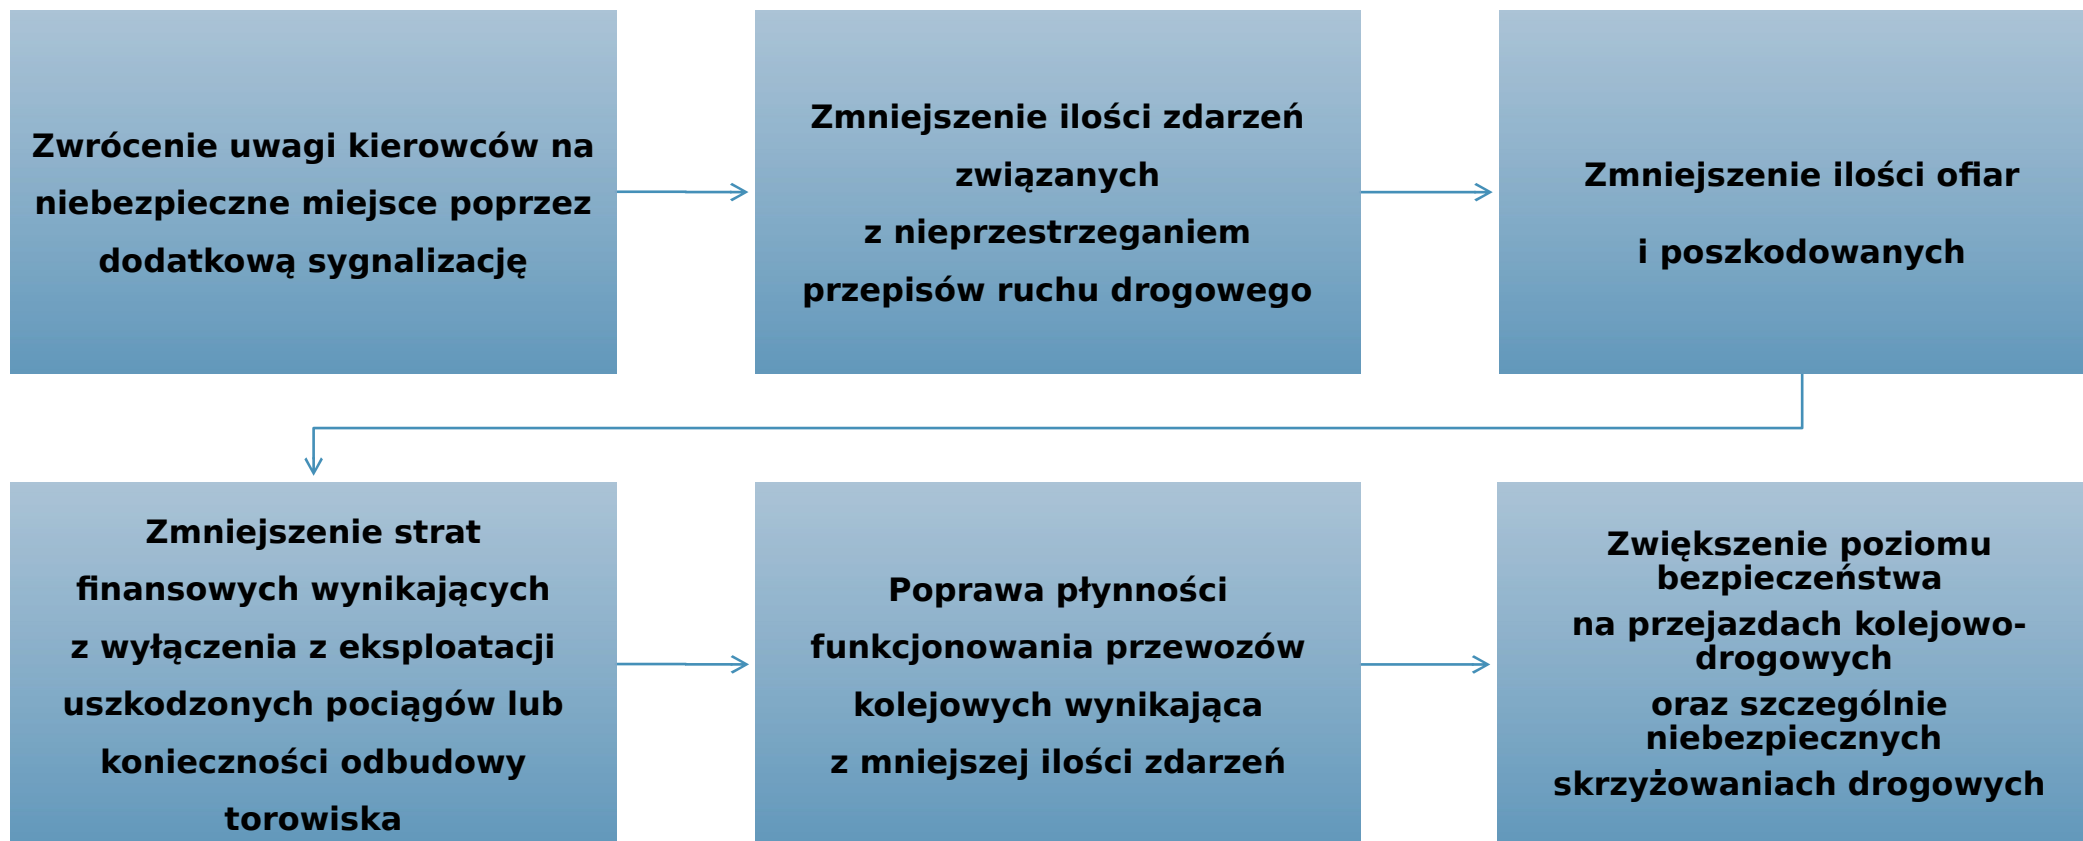 Zwrócenie uwagi kierowców na
niebezpieczne miejsce poprzez
dodatkową sygnalizację
Zmniejszenie ilości zdarzeń
związanych
z nieprzestrzeganiem
przepisów ruchu drogowego
Zmniejszenie ilości ofiar
i poszkodowanych
Zmniejszenie strat
finansowych wynikających
z wyłączenia z eksploatacji
uszkodzonych pociągów lub
konieczności odbudowy
torowiska
Poprawa płynności
funkcjonowania przewozów
kolejowych wynikająca
z mniejszej ilości zdarzeń
Zwiększenie poziomu
bezpieczeństwa
na przejazdach kolejowo-
drogowych
oraz szczególnie
niebezpiecznych
skrzyżowaniach drogowych